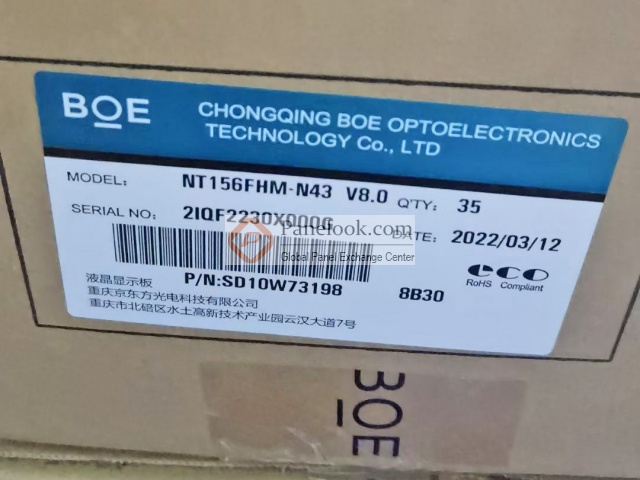 BOE
CHONGQING BOE OPTOELECTRONICS
TECHNOLOGY Co., LTD
MODEL: NT156FHM-N43 V8.0 Q'TY: 35
SERIAL NO: 2IQF2230X0006
Panelook.com
DATE: 2022/03/12
Global Panel Exchange Center
eco
RoHS Compliant
P/N:SD10W73198 8B30
液晶显示板
重庆京东方光电科技有限公司
重庆市北碚区水土高新技术产业园云汉大道7号
BOE